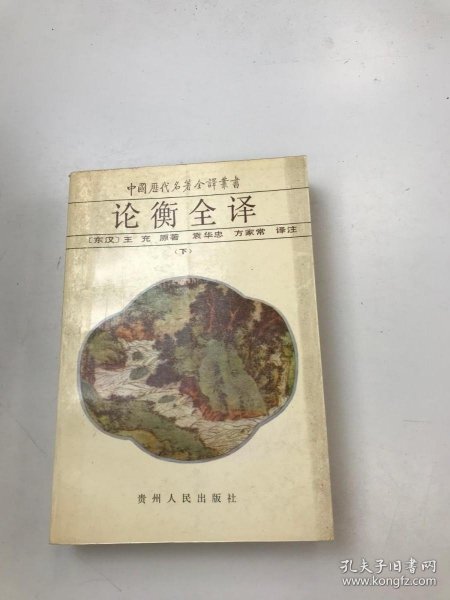 中國歷代名著全譯叢書
论衡全译
〔东汉〕王 充 原著 袁华忠 方家常 译注
（下）
贵州人民出版社
孔夫子旧书网
www.kongfz.com